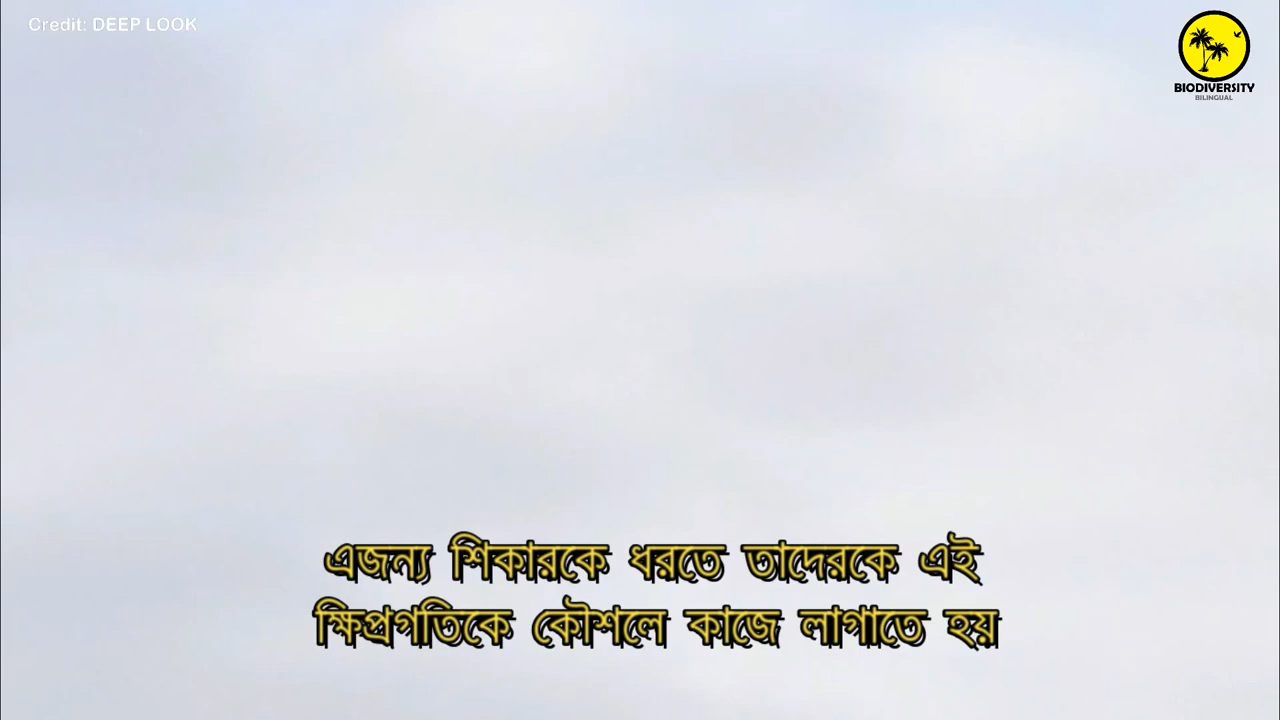 Credit: DEEP LOOK
BIODIVERSITY
BILINGUAL
এজন্য শিকারকে ধরতে তাদেরকে এই
ক্ষিপ্রগতিকে কৌশলে কাজে লাগাতে হয়